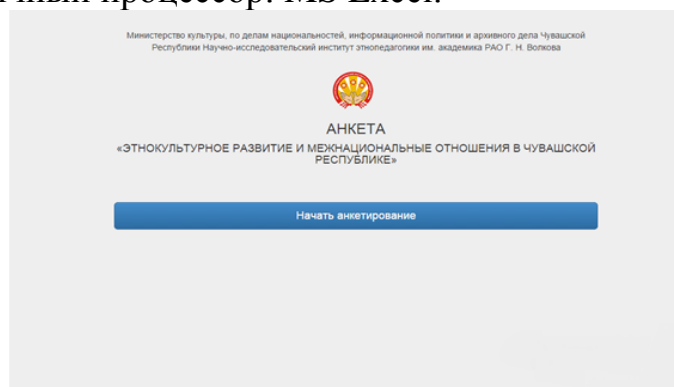 чный процессор: MS Excel.
Министерство культуры, по делам национальностей, информационной политики и архивного дела Чувашской
Республики Научно-исследовательский институт этнопедагогики им. академика РАО Г. Н. Волкова
АНКЕТА
«ЭТНОКУЛЬТУРНОЕ РАЗВИТИЕ И МЕЖНАЦИОНАЛЬНЫЕ ОТНОШЕНИЯ В ЧУВАШСКОЙ
РЕСПУБЛИКЕ»
Начать анкетирование